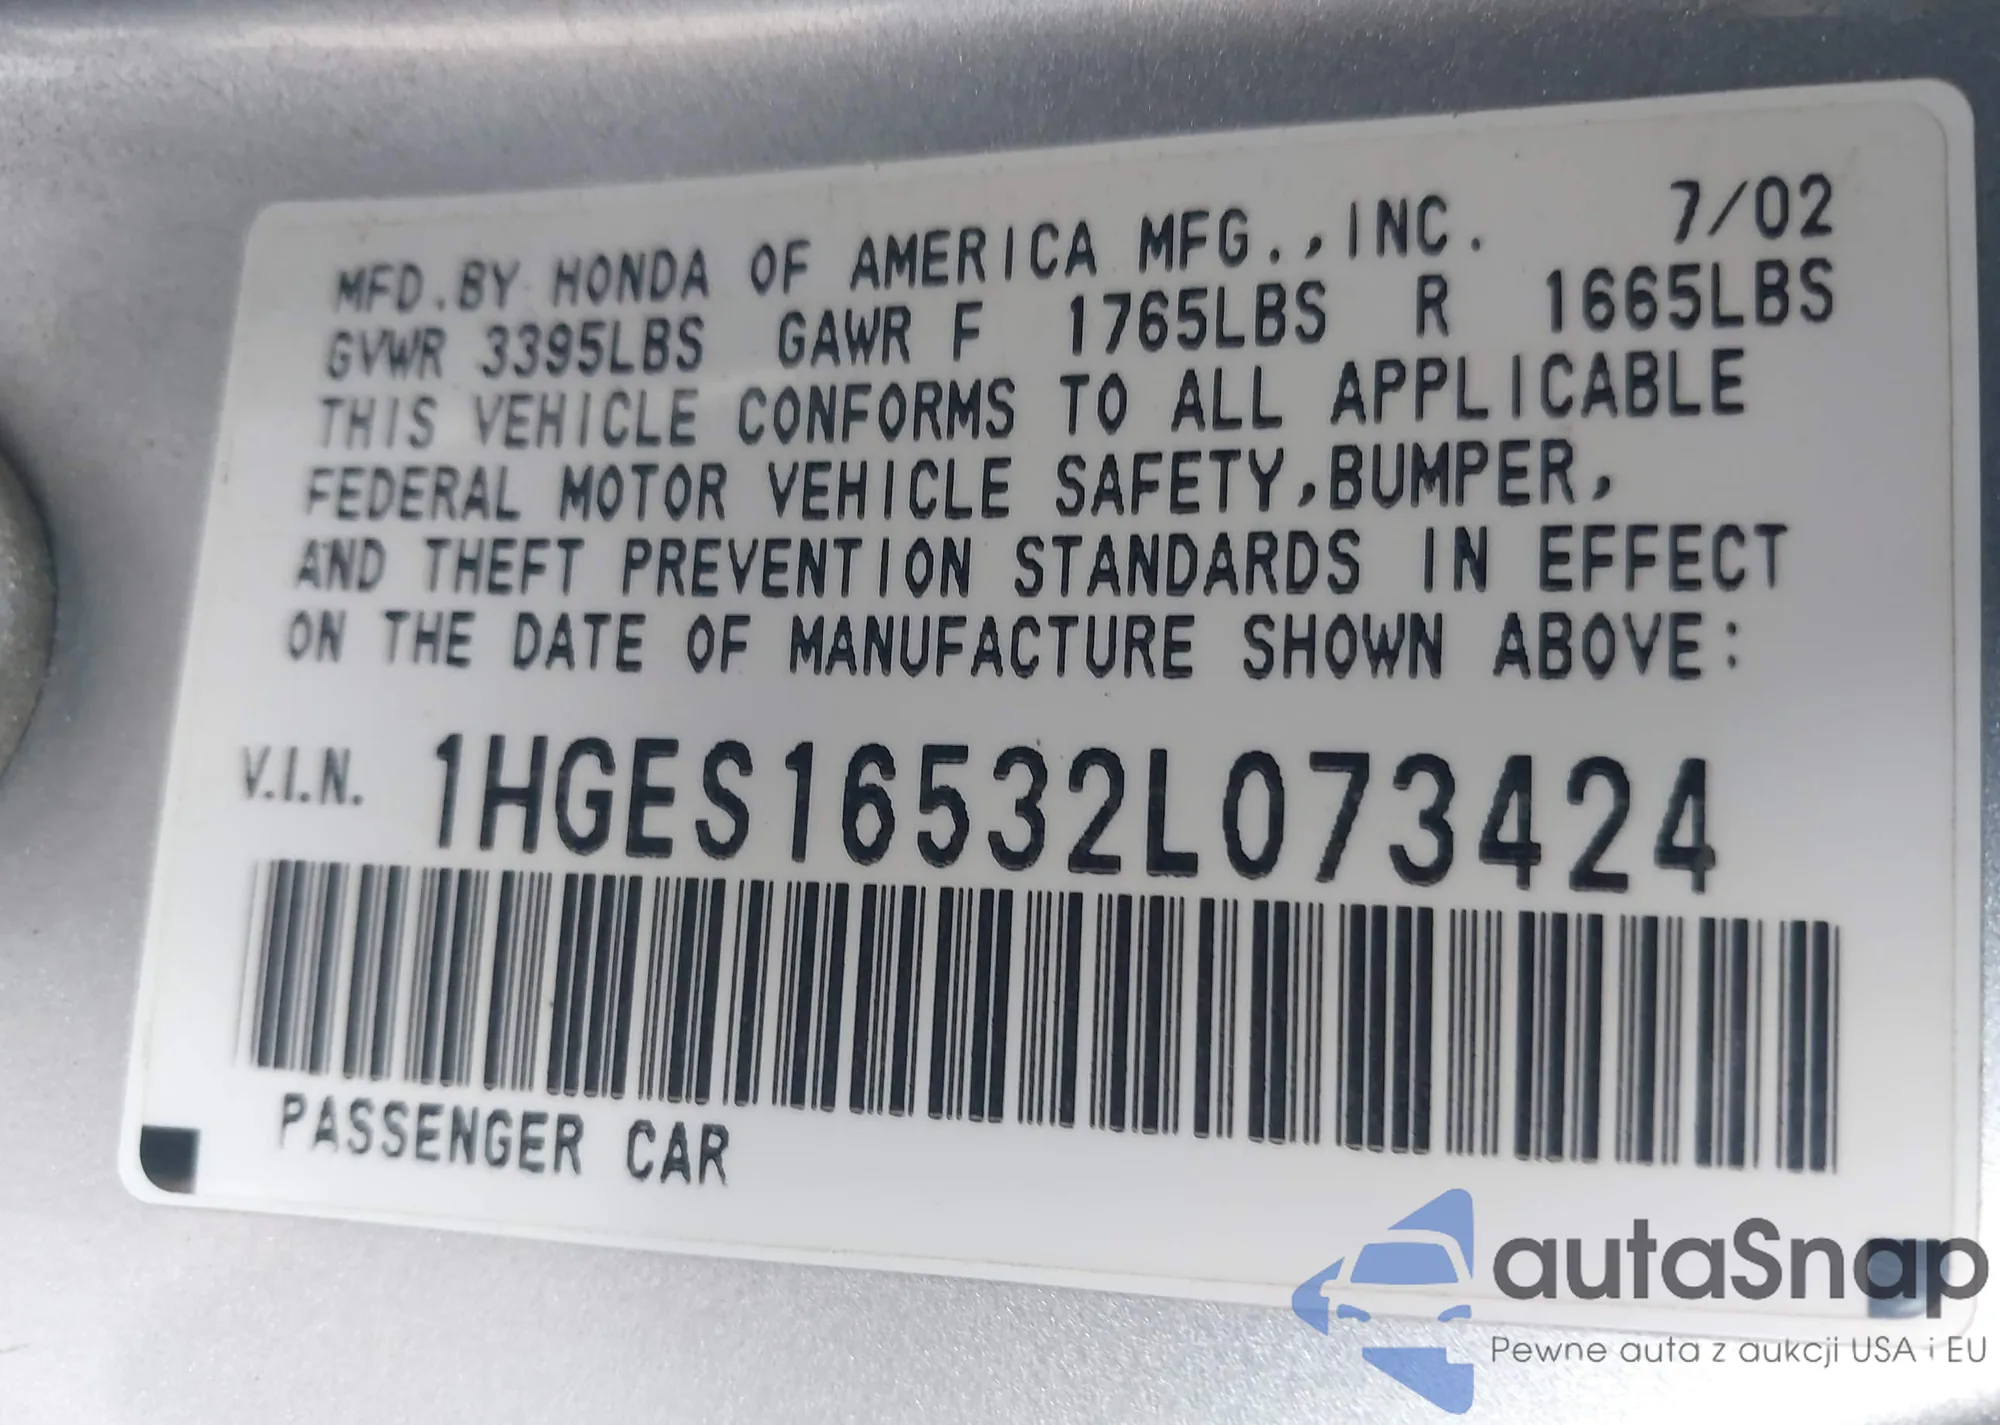 MFD.BY HONDA OF AMERICA MFG.,INC. 7/02
GVWR 3395LBS GAWR F 1765LBS R 1665LBS
THIS VEHICLE CONFORMS TO ALL APPLICABLE
FEDERAL MOTOR VEHICLE SAFETY,BUMPER,
AND THEFT PREVENTION STANDARDS IN EFFECT
ON THE DATE OF MANUFACTURE SHOWN ABOVE:
V.I.N. 1HGES16532L073424
PASSENGER CAR
autaSnap
Pewne auta z aukcji USA i EU